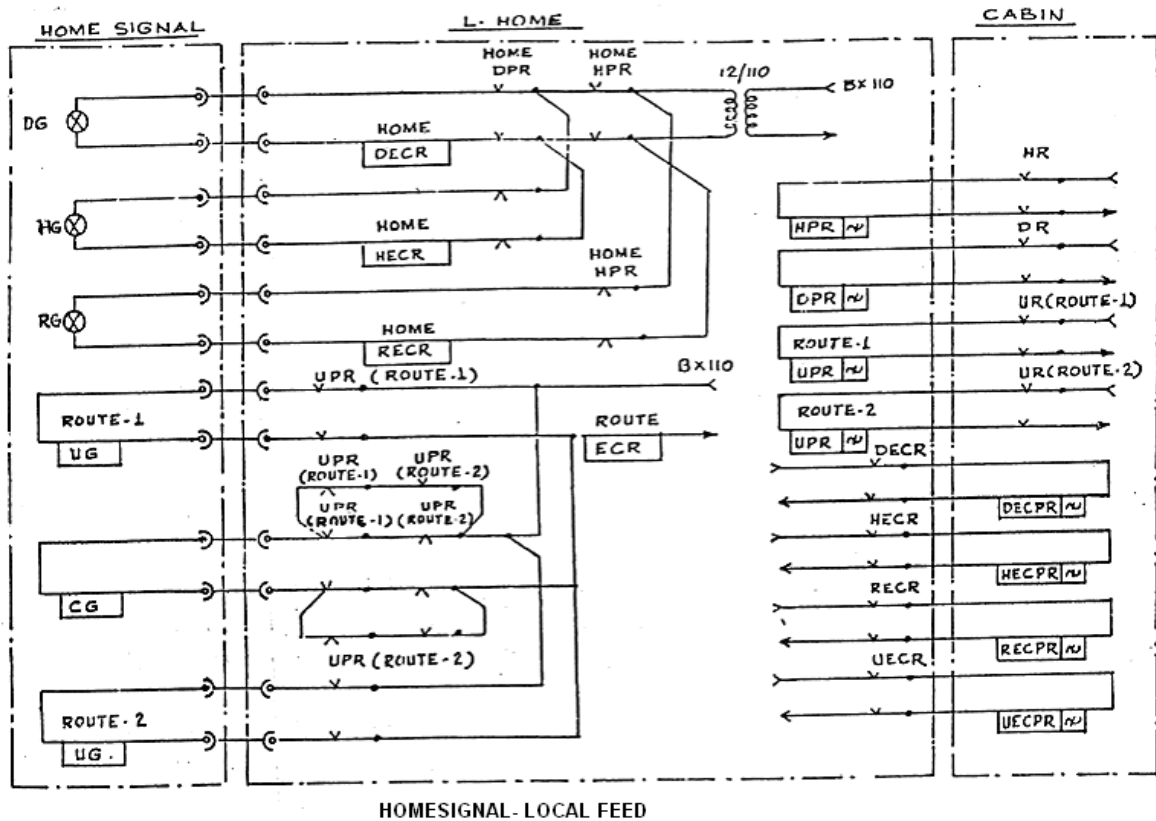 HOME SIGNAL
L- HOME
CABIN
HOME
DPR
HOME
HPR
12/110
BX 110
DG
HOME
DECR
HG
HOME
HECR
HOME
HPR
RG
HOME
RECR
HR
HPR ~
DR
DPR ~
UR(ROUTE-1)
ROUTE-1
UPR ~
UR(ROUTE-2)
ROUTE-2
UPR ~
UPR (ROUTE-1)
BX110
ROUTE-1
UG
ROUTE
ECR
UPR
(ROUTE-1)
UPR
(ROUTE-2)
UPR
(ROUTE-1)
UPR
(ROUTE-2)
CG
UPR (ROUTE-2)
ROUTE-2
UG.
DECR
DECPR ~
HECR
HECPR ~
RECR
RECPR ~
UECR
UECPR ~
HOMESIGNAL- LOCAL FEED